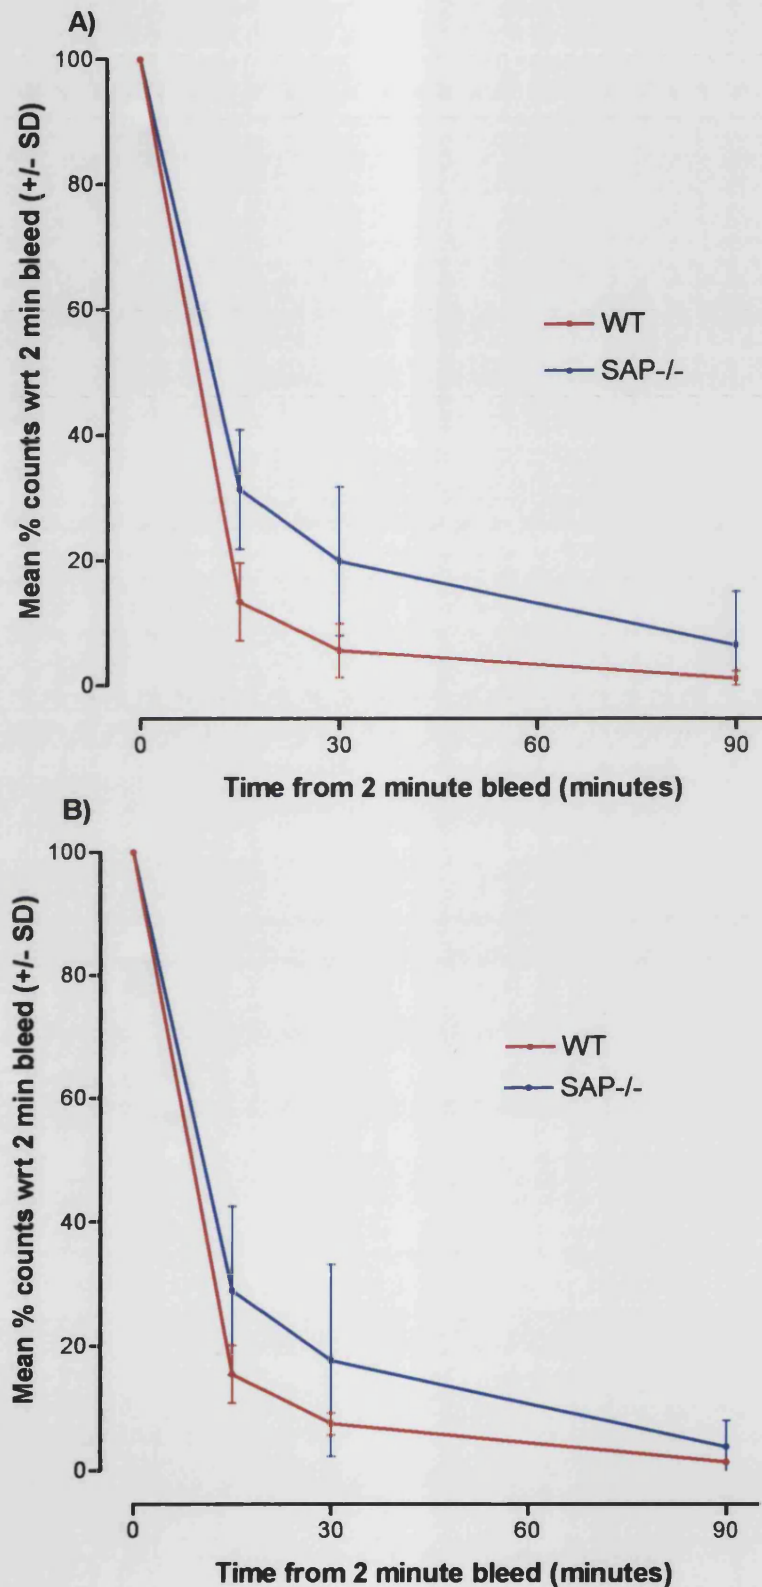 A)
Mean % counts wrt 2 min bleed (+/- SD)
100
80
60
40
20
0
WT
SAP-/-
0 30 60 90
Time from 2 minute bleed (minutes)
B)
Mean % counts wrt 2 min bleed (+/- SD)
100
80
60
40
20
0
WT
SAP-/-
0 30 60 90
Time from 2 minute bleed (minutes)